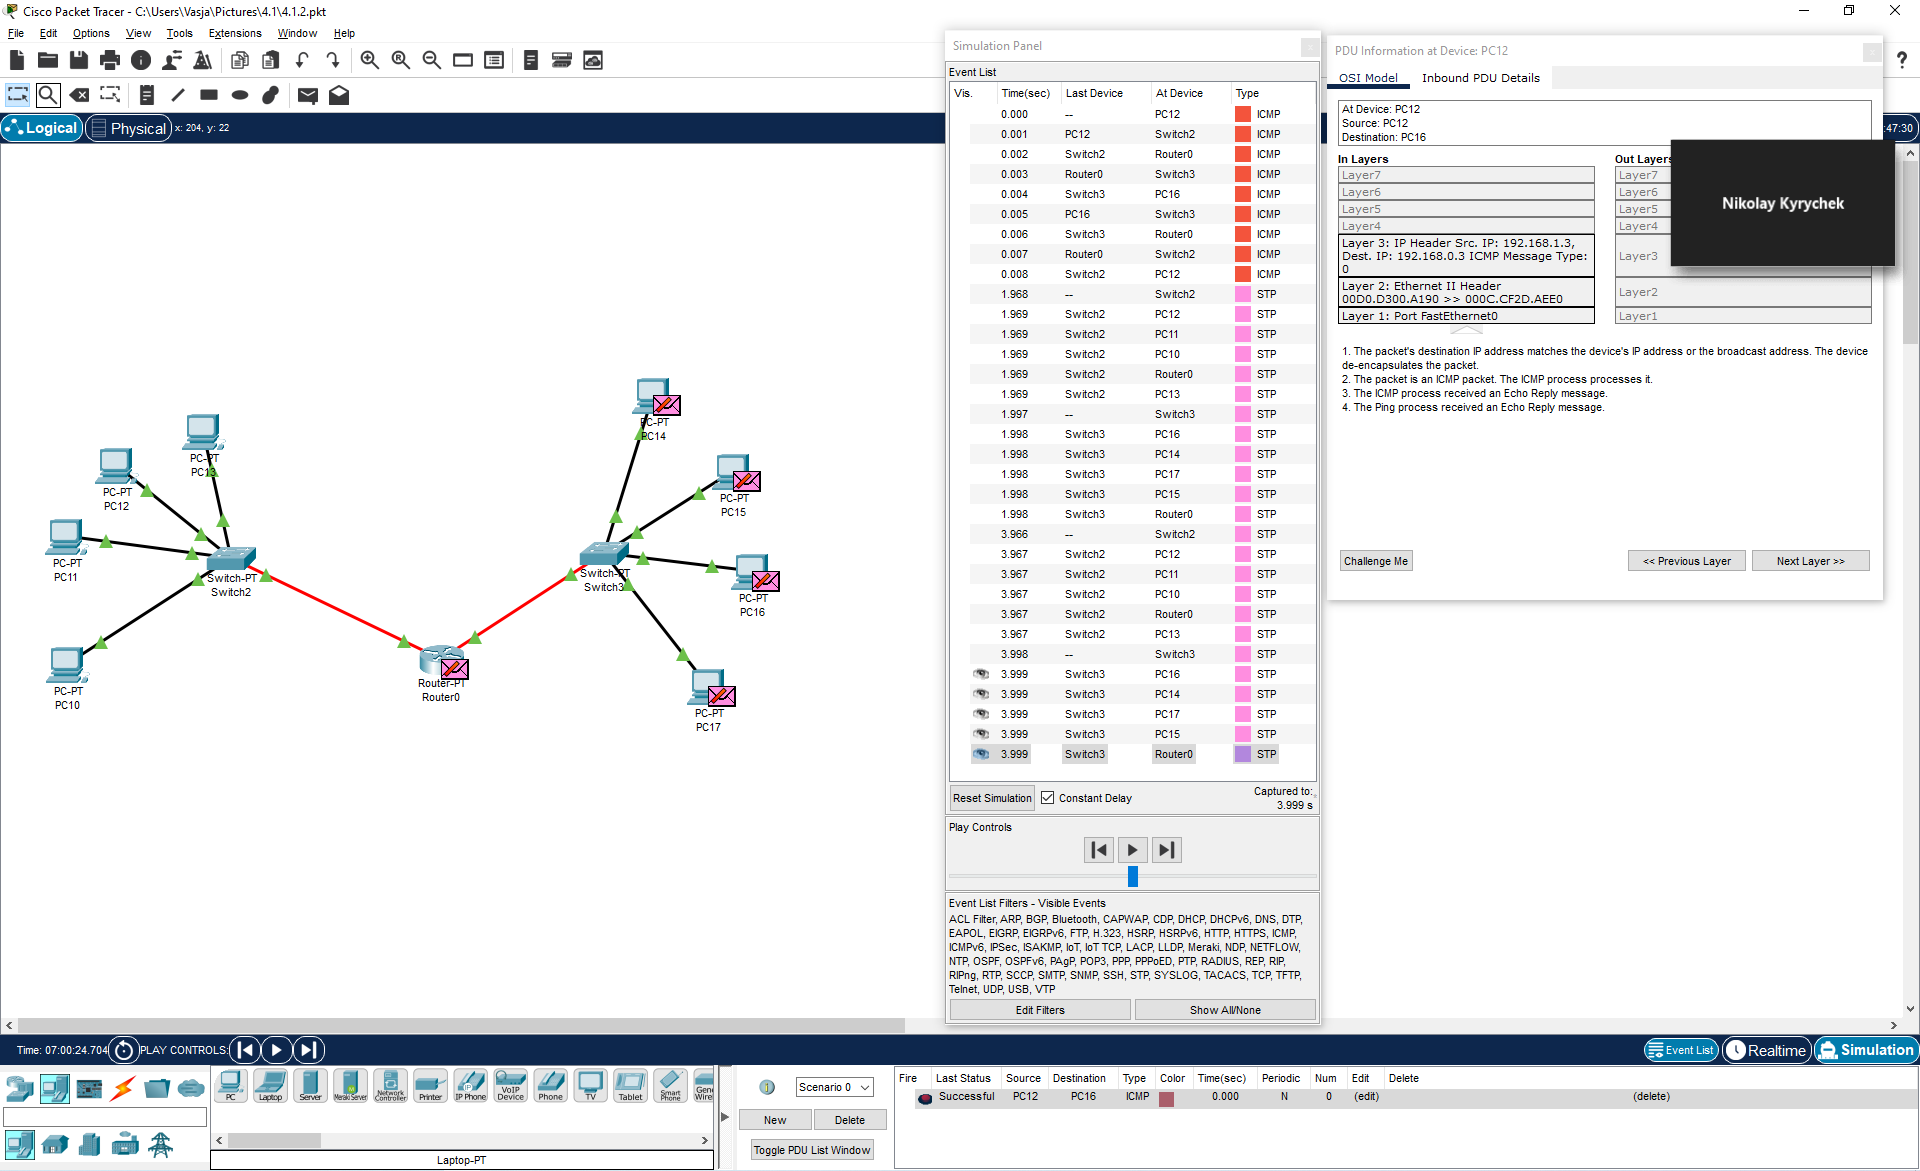 Cisco Packet Tracer - C:\Users\Vasja\Pictures\4.1\4.1.2.pkt
File Edit Options View Tools Extensions Window Help
Logical Physical x: 204, y: 22
:47:30
PC-PT
PC14
PC-PT
PC13
PC-PT
PC12
PC-PT
PC15
PC-PT
PC11
Switch-PT
Switch2
Switch-PT
Switch3
PC-PT
PC16
PC-PT
PC10
Router-PT
Router0
PC-PT
PC17
Simulation Panel
Event List
Vis. Time(sec) Last Device At Device Type
0.000 -- PC12 ICMP
0.001 PC12 Switch2 ICMP
0.002 Switch2 Router0 ICMP
0.003 Router0 Switch3 ICMP
0.004 Switch3 PC16 ICMP
0.005 PC16 Switch3 ICMP
0.006 Switch3 Router0 ICMP
0.007 Router0 Switch2 ICMP
0.008 Switch2 PC12 ICMP
1.968 -- Switch2 STP
1.969 Switch2 PC12 STP
1.969 Switch2 PC11 STP
1.969 Switch2 PC10 STP
1.969 Switch2 Router0 STP
1.969 Switch2 PC13 STP
1.997 -- Switch3 STP
1.998 Switch3 PC16 STP
1.998 Switch3 PC14 STP
1.998 Switch3 PC17 STP
1.998 Switch3 PC15 STP
1.998 Switch3 Router0 STP
3.966 -- Switch2 STP
3.967 Switch2 PC12 STP
3.967 Switch2 PC11 STP
3.967 Switch2 PC10 STP
3.967 Switch2 Router0 STP
3.967 Switch2 PC13 STP
3.998 -- Switch3 STP
3.999 Switch3 PC16 STP
3.999 Switch3 PC14 STP
3.999 Switch3 PC17 STP
3.999 Switch3 PC15 STP
3.999 Switch3 Router0 STP
Reset Simulation Constant Delay Captured to:
3.999 s
Play Controls
Event List Filters - Visible Events
ACL Filter, ARP, BGP, Bluetooth, CAPWAP, CDP, DHCP, DHCPv6, DNS, DTP,
EAPOL, EIGRP, EIGRPv6, FTP, H.323, HSRP, HSRPv6, HTTP, HTTPS, ICMP,
ICMPv6, IPSec, ISAKMP, IoT, IoT TCP, LACP, LLDP, Meraki, NDP, NETFLOW,
NTP, OSPF, OSPFv6, PAgP, POP3, PPP, PPPoED, PTP, RADIUS, REP, RIP,
RIPng, RTP, SCCP, SMTP, SNMP, SSH, STP, SYSLOG, TACACS, TCP, TFTP,
Telnet, UDP, USB, VTP
Edit Filters Show All/None
PDU Information at Device: PC12
OSI Model Inbound PDU Details
At Device: PC12
Source: PC12
Destination: PC16
In Layers Out Layers
Layer7 Layer7
Layer6 Layer6
Layer5 Layer5
Layer4 Layer4
Layer 3: IP Header Src. IP: 192.168.1.3,
Dest. IP: 192.168.0.3 ICMP Message Type:
0
Layer3
Layer 2: Ethernet II Header
00D0.D300.A190 >> 000C.CF2D.AEE0
Layer2
Layer 1: Port FastEthernet0 Layer1
Nikolay Kyrychek
1. The packet's destination IP address matches the device's IP address or the broadcast address. The device
de-encapsulates the packet.
2. The packet is an ICMP packet. The ICMP process processes it.
3. The ICMP process received an Echo Reply message.
4. The Ping process received an Echo Reply message.
Challenge Me << Previous Layer Next Layer >>
Time: 07:00:24.704 PLAY CONTROLS: Event List Realtime Simulation
PC Laptop Server Meraki Server Network Controller Printer IP Phone VoIP Device Phone TV Tablet Smart Phone
Laptop-PT
Scenario 0
New Delete
Toggle PDU List Window
Fire Last Status Source Destination Type Color Time(sec) Periodic Num Edit Delete
Successful PC12 PC16 ICMP 0.000 N 0 (edit) (delete)